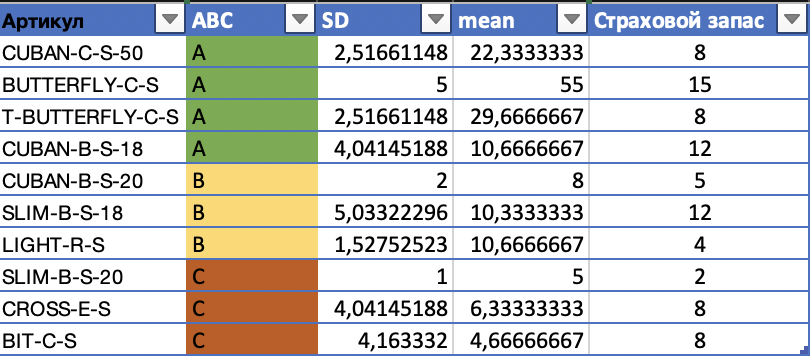 Артикул ABC SD mean Страховой запас
CUBAN-C-S-50 A 2,51661148 22,3333333 8
BUTTERFLY-C-S A 5 55 15
T-BUTTERFLY-C-S A 2,51661148 29,6666667 8
CUBAN-B-S-18 A 4,04145188 10,6666667 12
CUBAN-B-S-20 B 2 8 5
SLIM-B-S-18 B 5,03322296 10,3333333 12
LIGHT-R-S B 1,52752523 10,6666667 4
SLIM-B-S-20 C 1 5 2
CROSS-E-S C 4,04145188 6,33333333 8
BIT-C-S C 4,163332 4,66666667 8